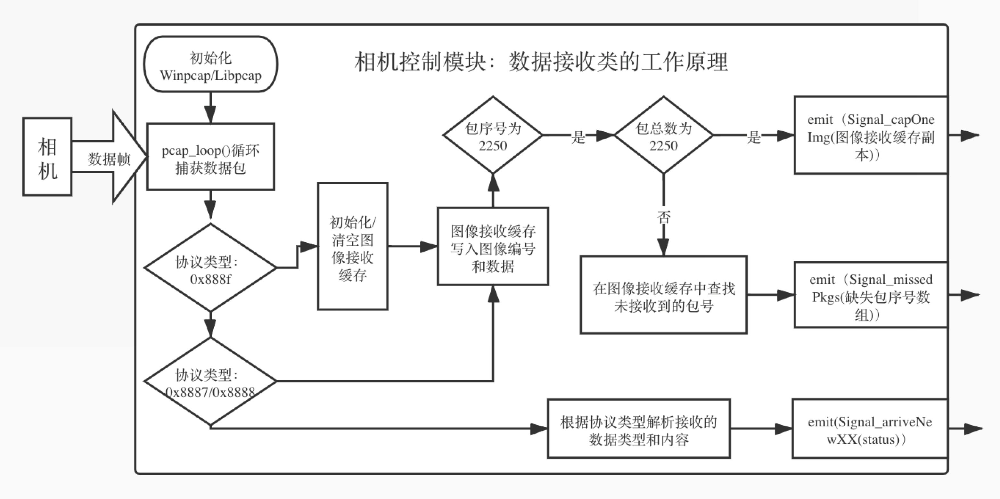 相机控制模块：数据接收类的工作原理
初始化
Winpcap/Libpcap
相
机
数据帧
pcap_loop()循环
捕获数据包
协议类型：
0x888f
协议类型：
0x8887/0x8888
初始化/
清空图
像接收
缓存
图像接收缓存
写入图像编号
和数据
包序号为
2250
是
包总数为
2250
是
否
emit（Signal_capOne
Img(图像接收缓存副
本)）
在图像接收缓存中查找
未接收到的包号
emit（Signal_missed
Pkgs(缺失包序号数
组)）
根据协议类型解析接收的
数据类型和内容
emit(Signal_arriveNe
wXX(status)）